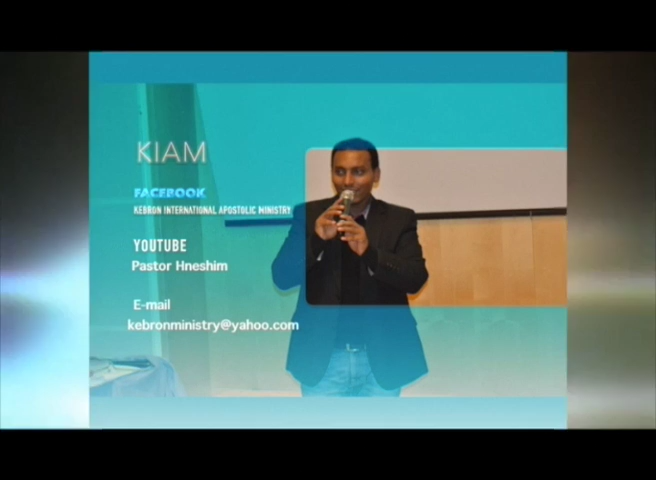 KIAM
FACEBOOK
KEBRON INTERNATIONAL APOSTOLIC MINISTRY
YOUTUBE
Pastor Hneshim
E-mail
kebronministry@yahoo.com